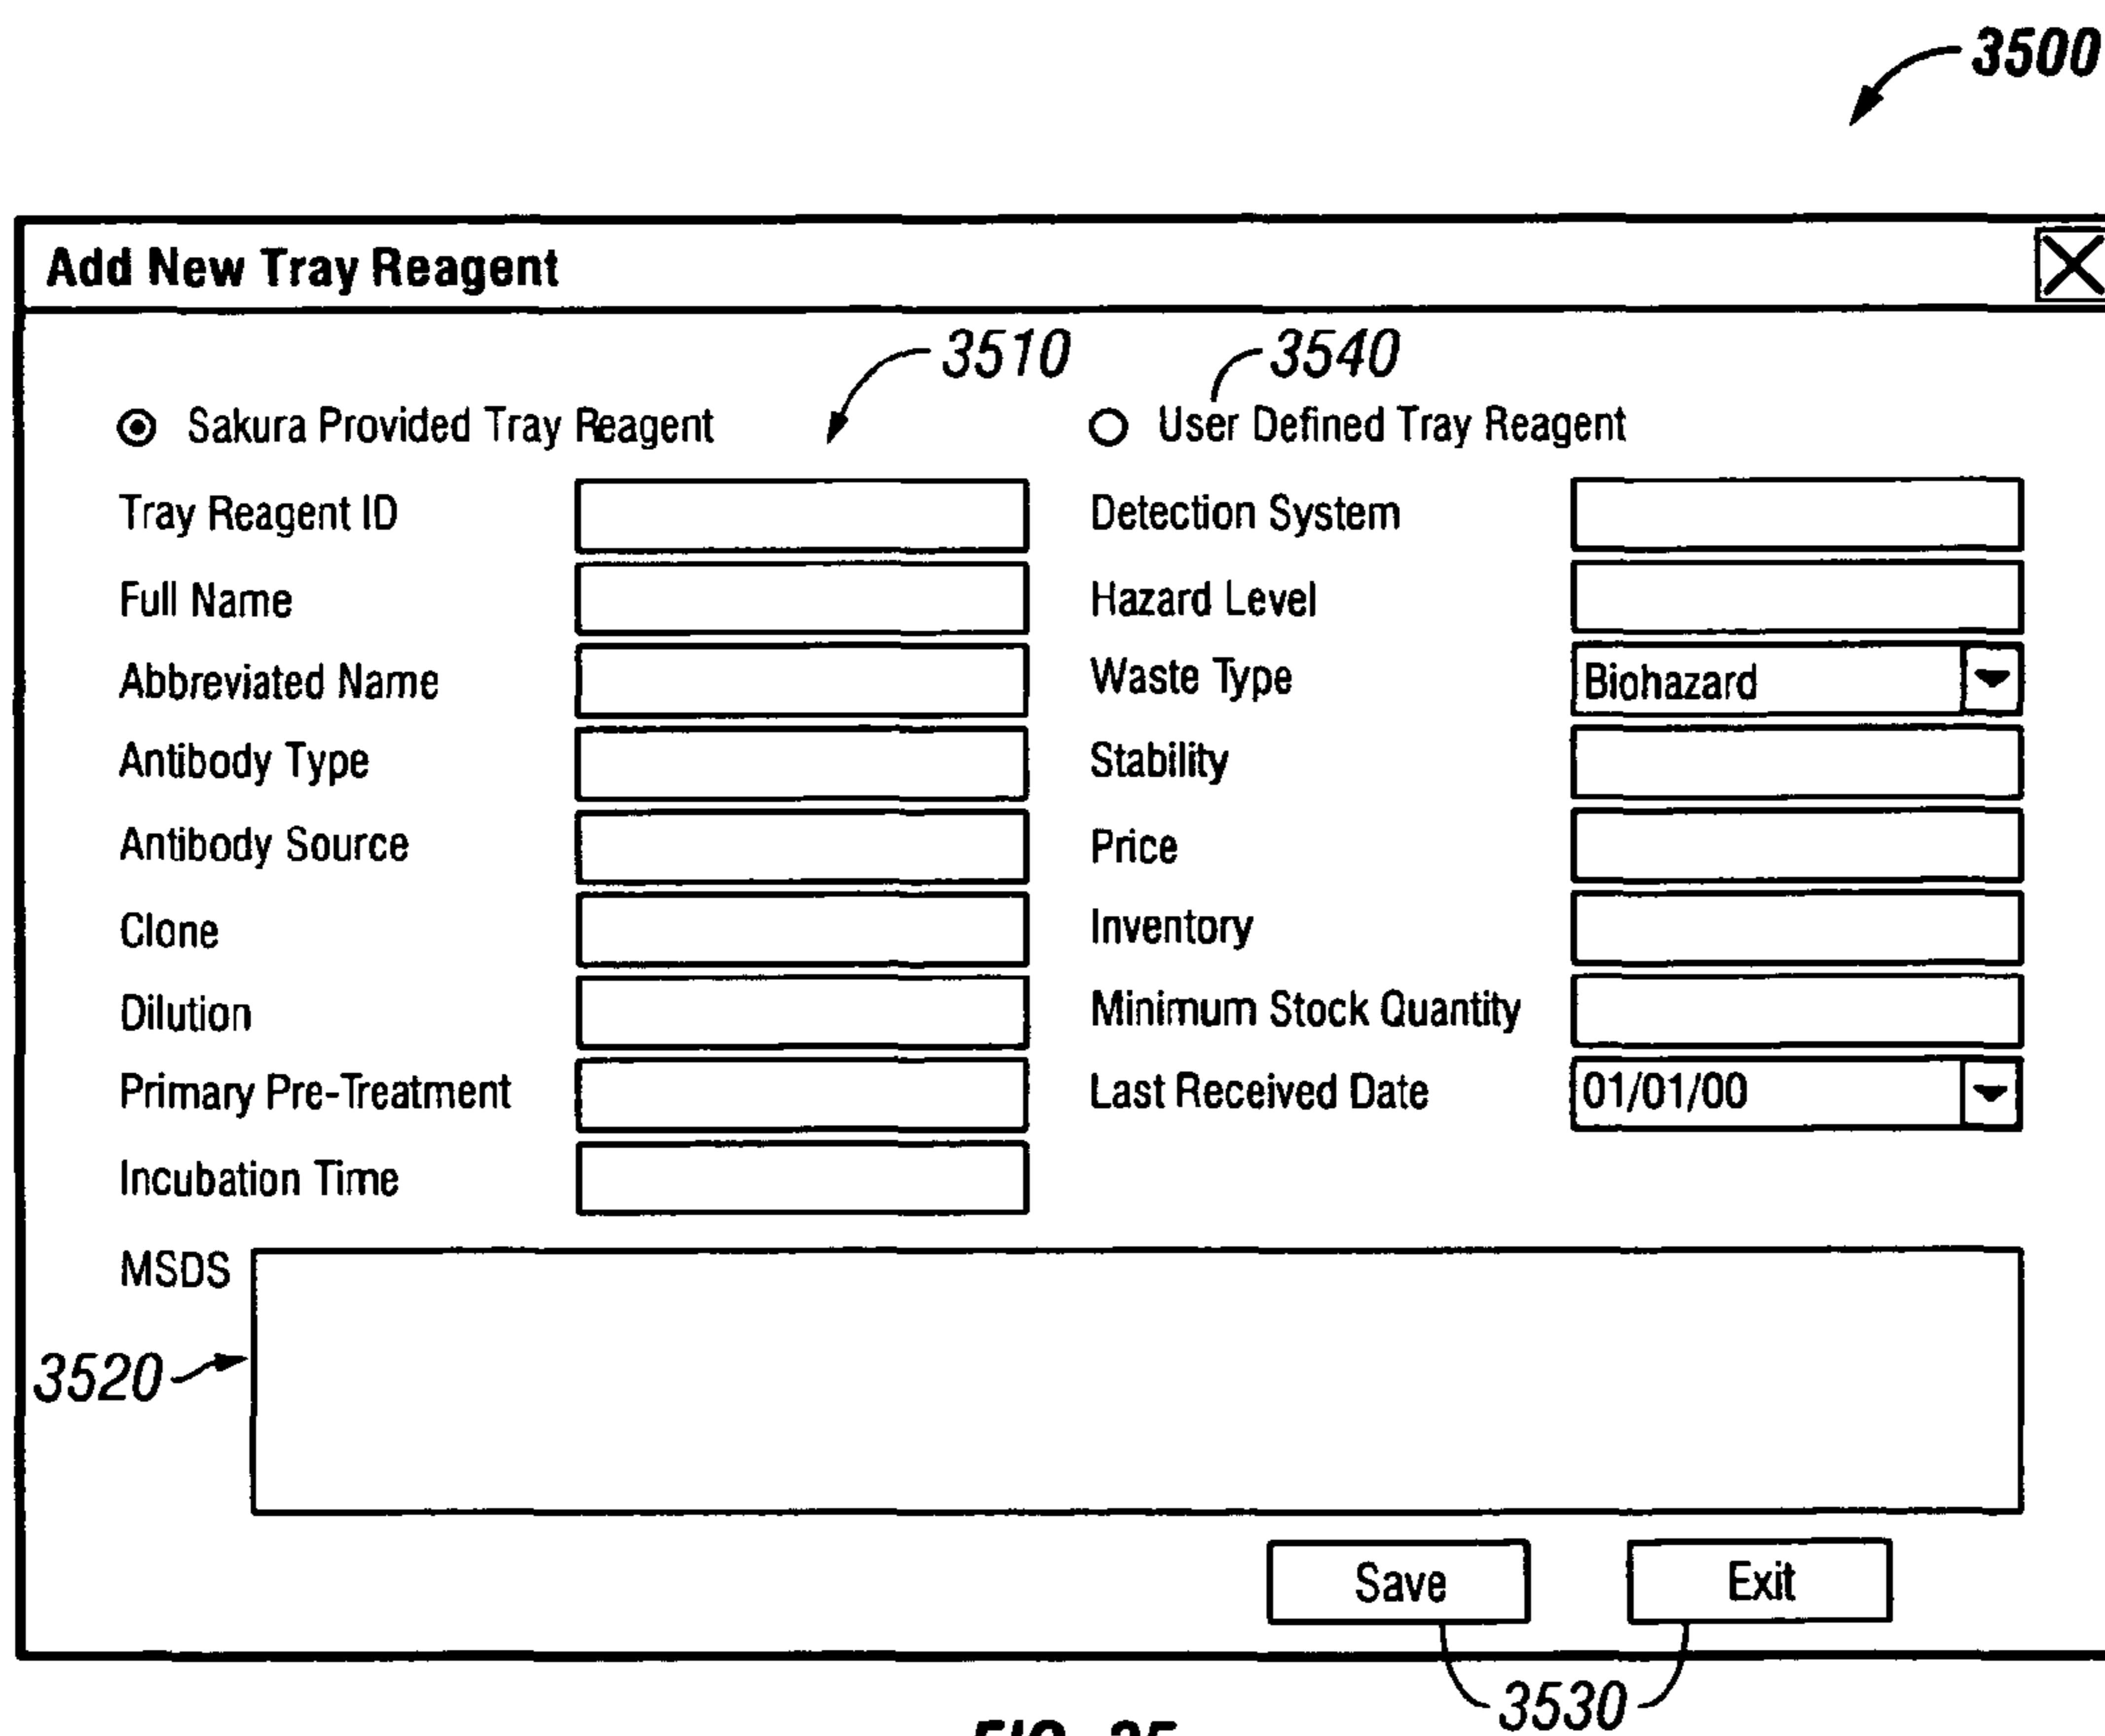 3500
Add New Tray Reagent
3510 3540
Sakura Provided Tray Reagent User Defined Tray Reagent
Tray Reagent ID Detection System
Full Name Hazard Level
Abbreviated Name Waste Type Biohazard
Antibody Type Stability
Antibody Source Price
Clone Inventory
Dilution Minimum Stock Quantity
Primary Pre-Treatment Last Received Date 01/01/00
Incubation Time
MSDS
3520
Save Exit
3530
FIG. 35